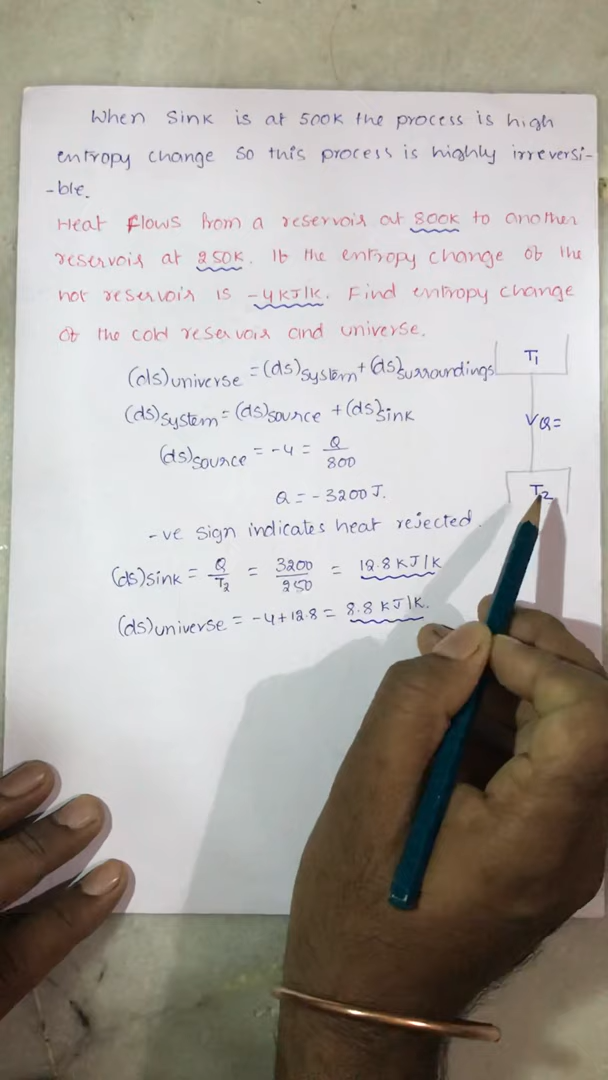 When Sink is at 500K the process is high
entropy change so this process is highly irreversi-
-ble.
Heat Flows from a reservoir at 800K to another
reservoir at 250K. If the entropy change of the
hot reservoir is -4KJ/K. Find entropy change
of the cold reservoir and universe.
(ds)universe = (ds)system + (ds)surroundings
T1
(ds)system = (ds)source + (ds)sink
VQ=
(ds)source = -4 = Q/800
Q = -3200J.
T2
-ve sign indicates heat rejected.
(ds)sink = Q/T2 = 3200/250 = 12.8 KJ/K
(ds)universe = -4+12.8 = 8.8 KJ/K.